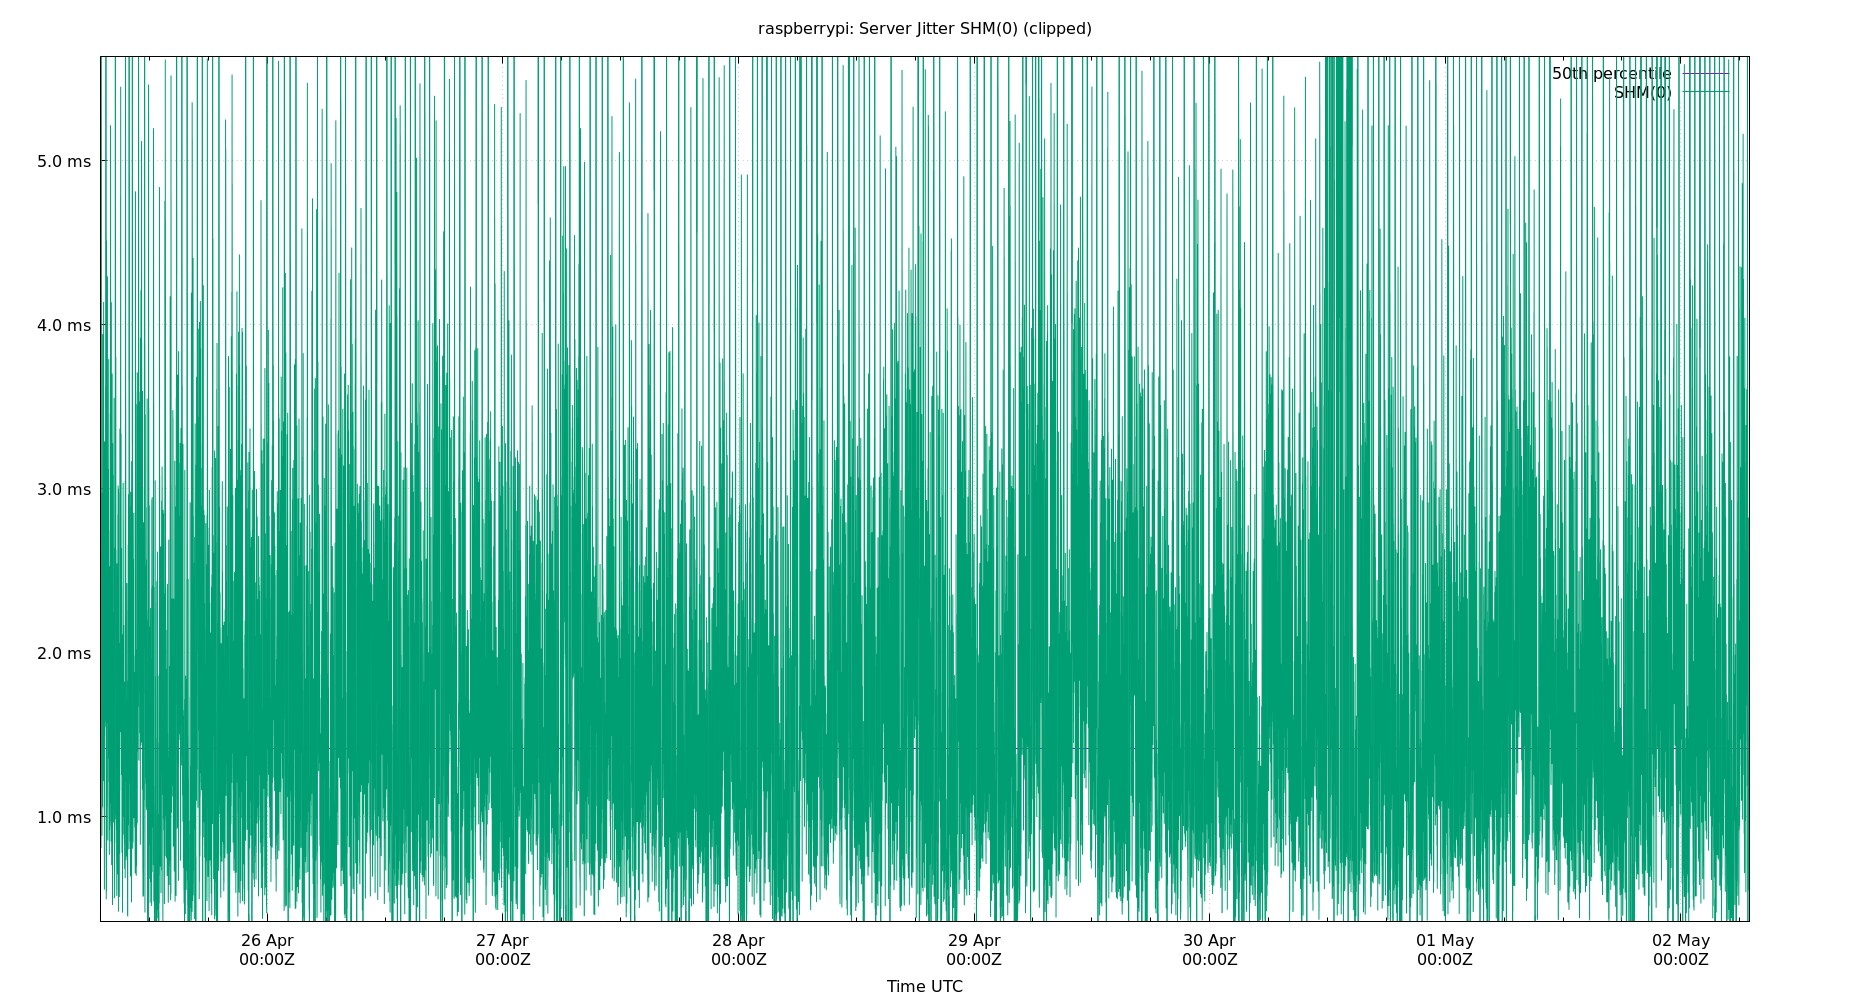 raspberrypi: Server Jitter SHM(0) (clipped)
50th percentile
SHM(0)
5.0 ms
4.0 ms
3.0 ms
2.0 ms
1.0 ms
26 Apr 27 Apr 28 Apr 29 Apr 30 Apr 01 May 02 May
00:00Z 00:00Z 00:00Z 00:00Z 00:00Z 00:00Z 00:00Z
Time UTC